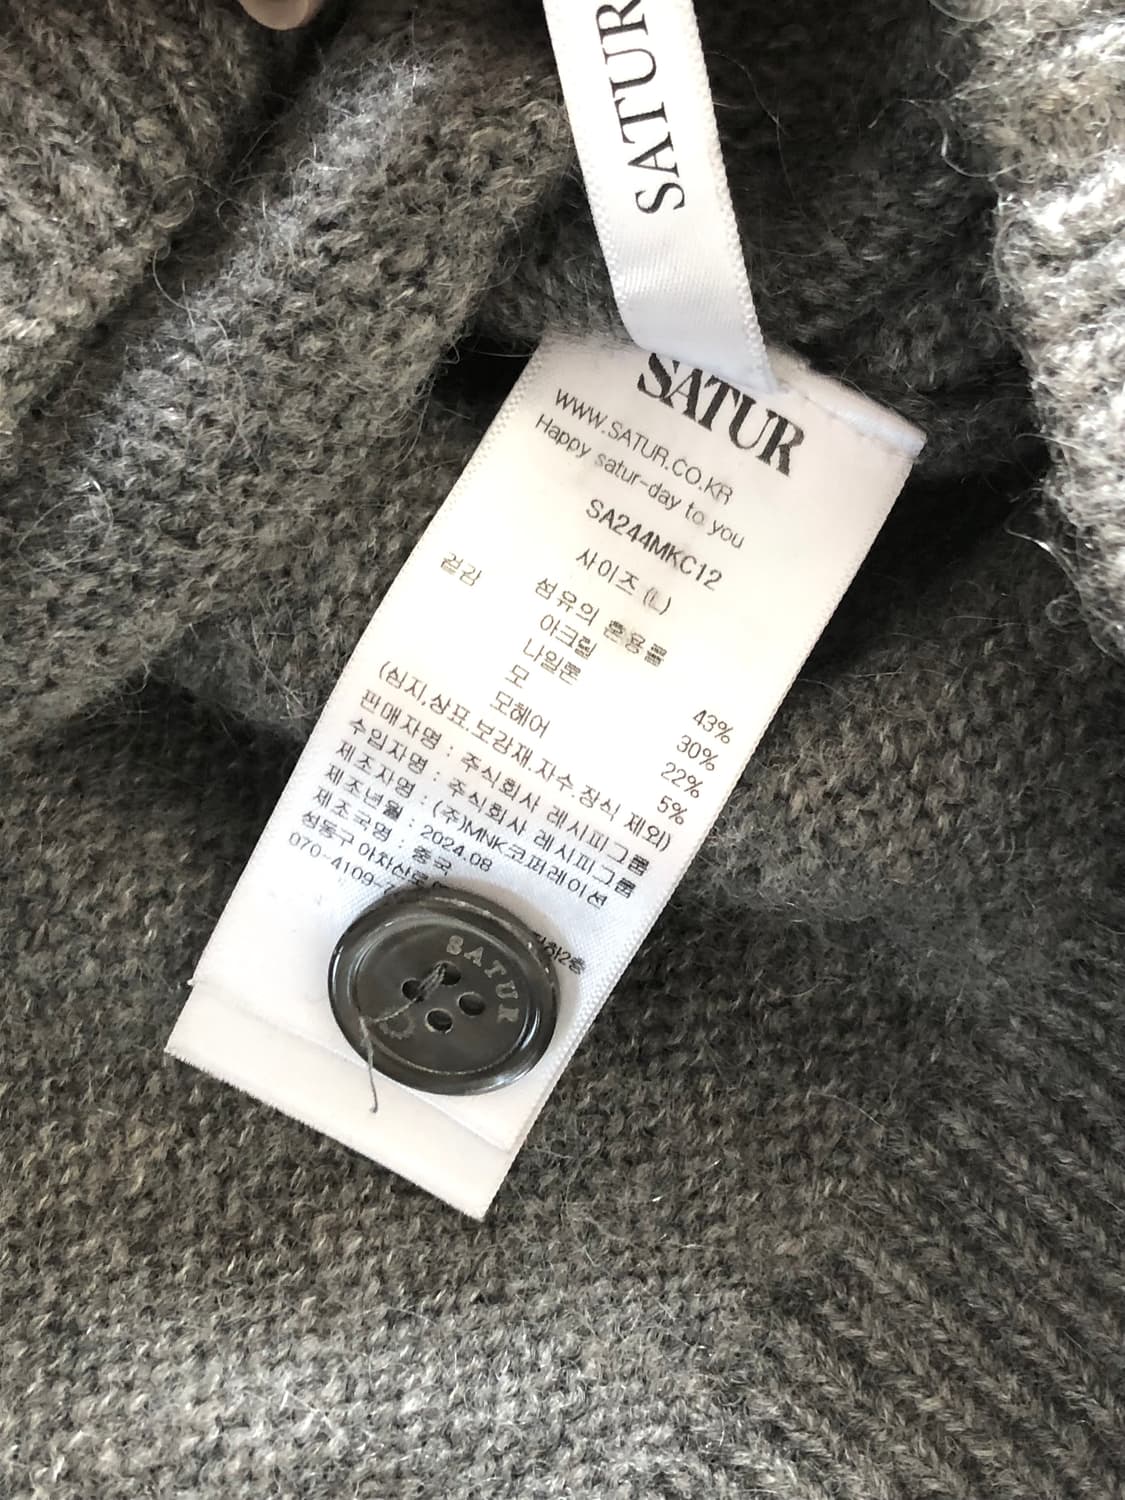 SATUR
SATUR
WWW.SATUR.CO.KR
Happy satur-day to you
SA244MKC12
사이즈 (L)
섬유의 혼용률
겉감
아크릴 43%
나일론 30%
모 22%
모헤어 5%
(심지.상표.보강재.자수.장식 제외)
판매자명 : 주식회사 레시피그룹
수입자명 : 주식회사 레시피그룹
제조자명 : (주)MNK코퍼레이션
제조년월 : 2024.08
제조국명 : 중국
성동구 아차산로
070-4109-
SATUR